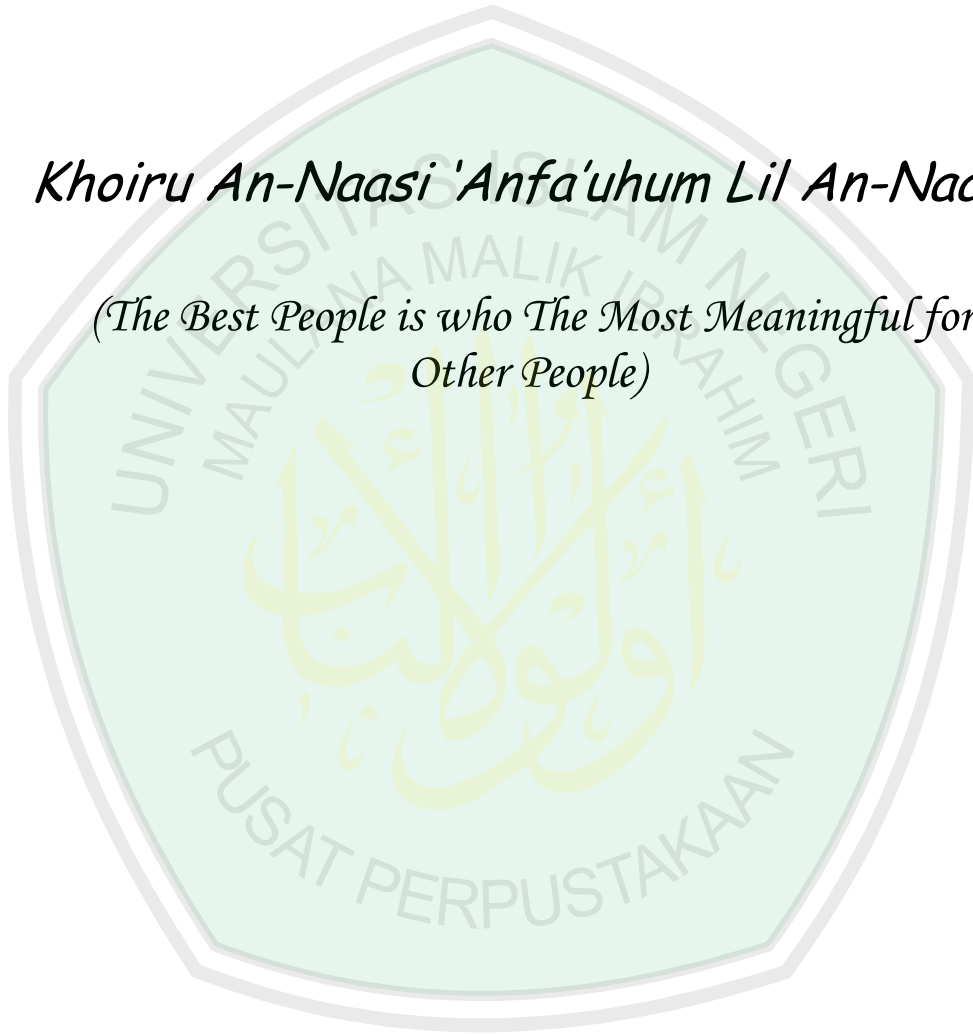 Khoiru An-Naasi 'Anfa'uhum Lil An-Naa
(The Best People is who The Most Meaningful for
Other People)
UNIVERSITAS ISLAM NEGERI
MAULANA MALIK IBRAHIM
PUSAT PERPUSTAKAAN